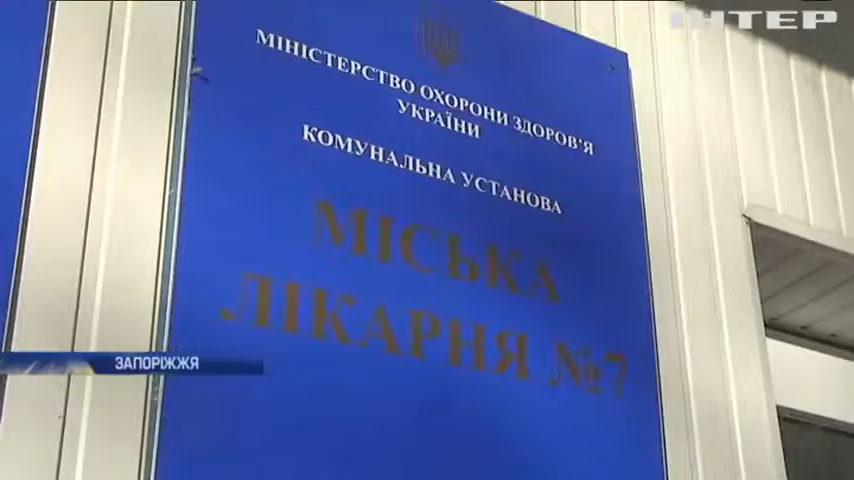 ІНТЕР
МІНІСТЕРСТВО ОХОРОНИ ЗДОРОВ'Я
УКРАЇНИ
КОМУНАЛЬНА УСТАНОВА
МІСЬКА
ЛІКАРНЯ №7
ЗАПОРІЖЖЯ